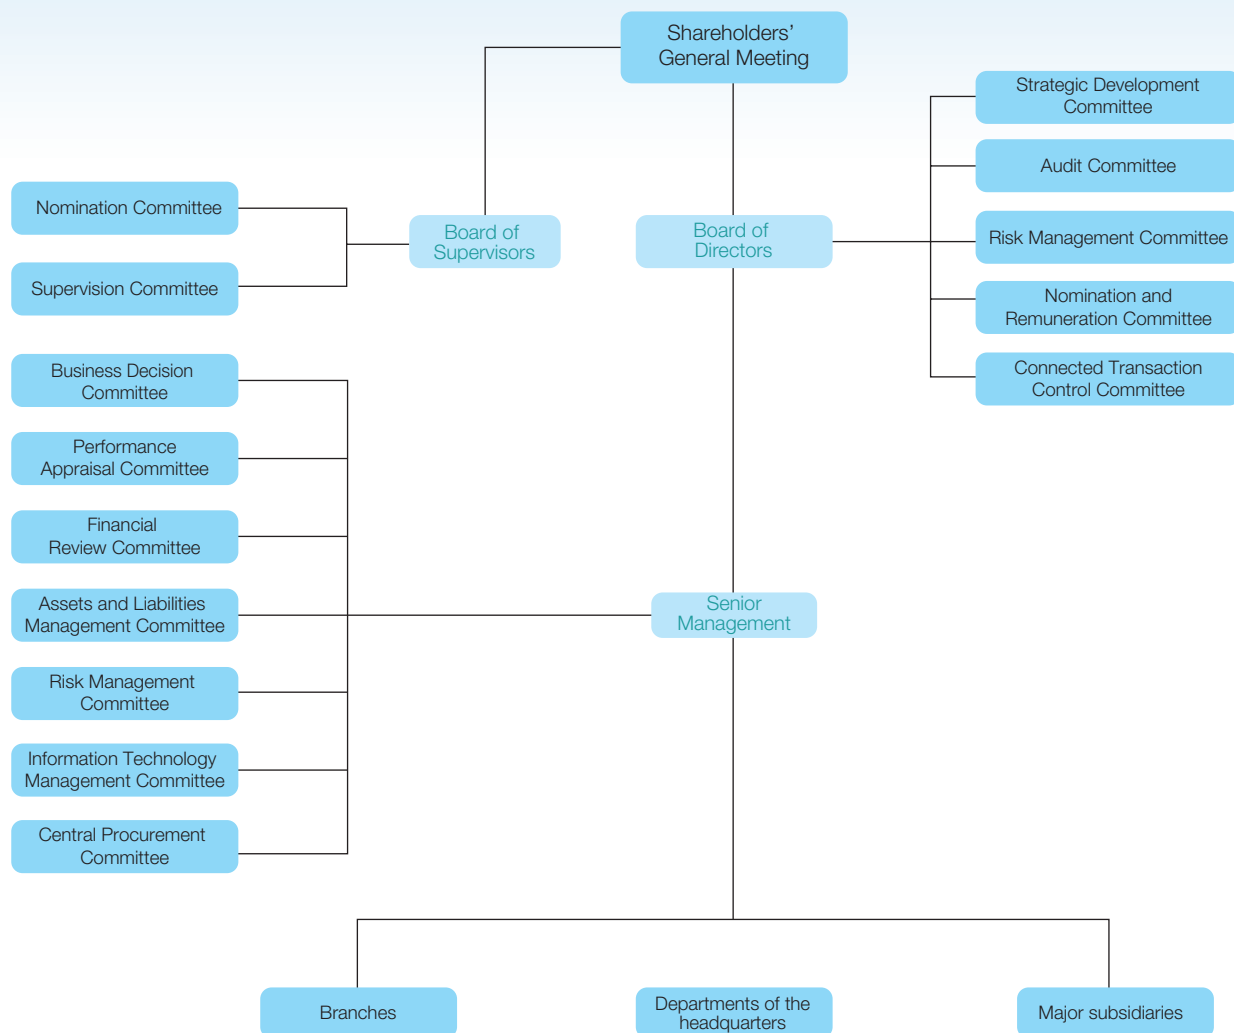 Shareholders’
General Meeting
Strategic Development
Committee
Audit Committee
Nomination Committee
Board of
Supervisors
Board of
Directors
Risk Management Committee
Supervision Committee
Nomination and
Remuneration Committee
Business Decision
Committee
Connected Transaction
Control Committee
Performance
Appraisal Committee
Financial
Review Committee
Assets and Liabilities
Management Committee
Senior
Management
Risk Management
Committee
Information Technology
Management Committee
Central Procurement
Committee
Branches
Departments of the
headquarters
Major subsidiaries